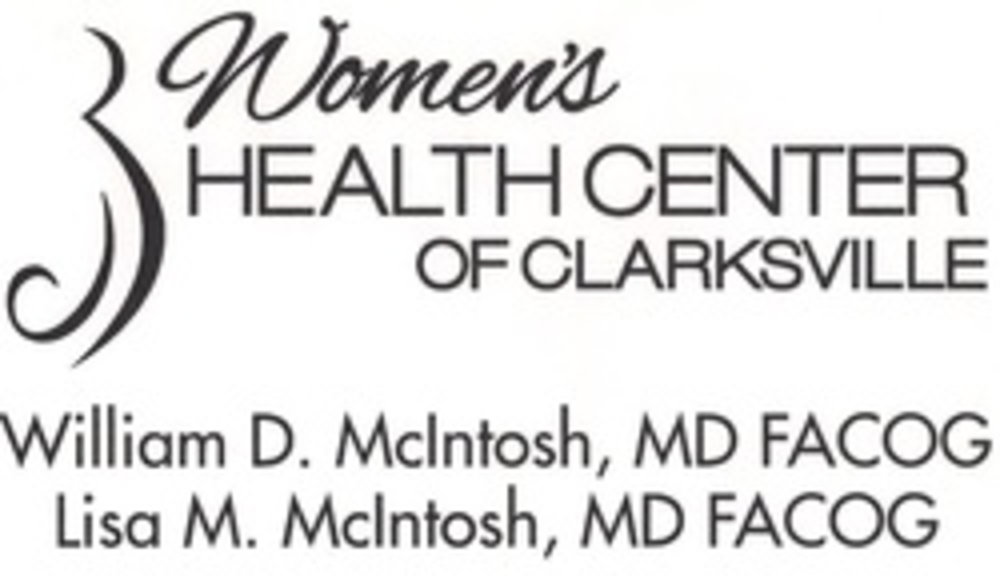 Women's
HEALTH CENTER
OF CLARKSVILLE
William D. McIntosh, MD FACOG
Lisa M. McIntosh, MD FACOG